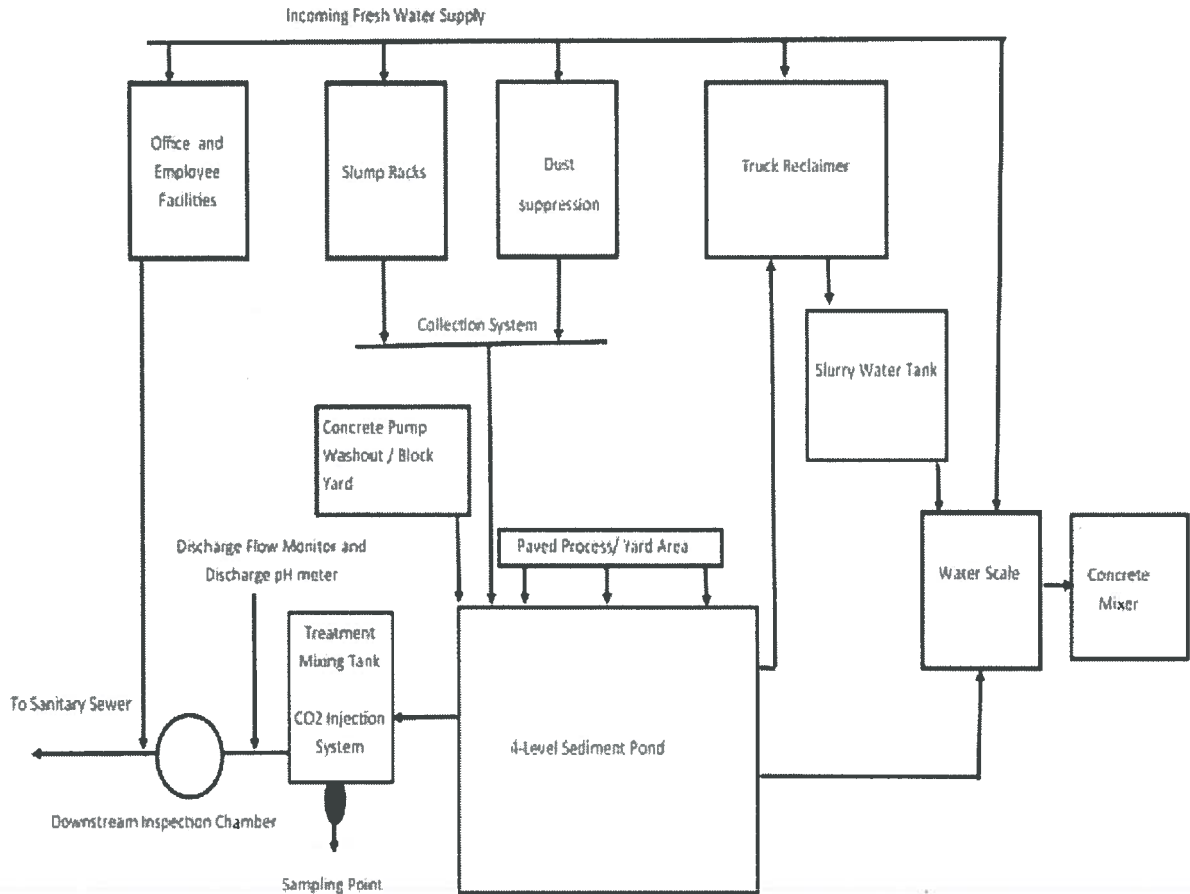 Incoming Fresh Water Supply
Office and
Employee
Facilities
Slump Racks
Dust
suppression
Truck Reclaimer
Collection System
Slurry Water Tank
Concrete Pump
Washout / Block
Yard
Discharge Flow Monitor and
Discharge pH meter
Paved Process/ Yard Area
Water Scale
Concrete
Mixer
Treatment
Mixing Tank
CO2 Injection
System
To Sanitary Sewer
4-Level Sediment Pond
Downstream Inspection Chamber
Sampling Point